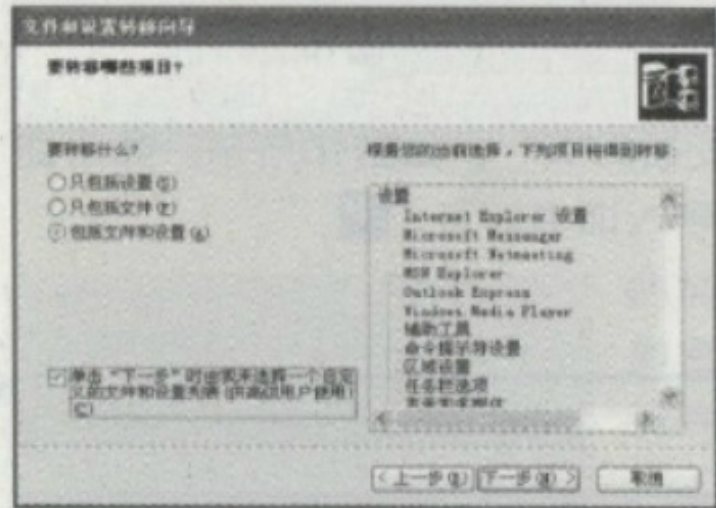 文件和设置转移向导
要转移哪些项目?
要转移什么?
○只包括设置(S)
○只包括文件(F)
⊙包括文件和设置(A)
☑单击“下一步”时由我来选择一个自定
义的文件和设置列表(供高级用户使用)
(C)
根据您的当前选择，下列项目将得到转移:
设置
Internet Explorer 设置
Microsoft Messenger
Microsoft Netmeeting
MSN Explorer
Outlook Express
Windows Media Player
辅助工具
命令提示符设置
区域设置
任务栏选项
<上一步(B)
下一步(N)>
取消